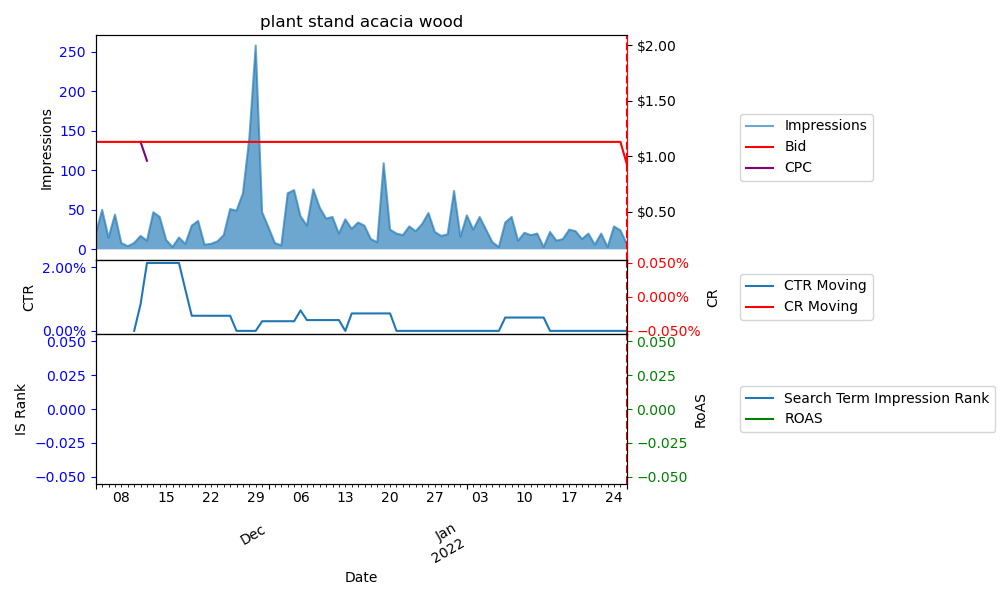 plant stand acacia wood
250
200
150
100
50
0
Impressions
$2.00
$1.50
$1.00
$0.50
Impressions
Bid
CPC
2.00%
0.00%
CTR
0.050%
0.000%
−0.050%
CR
CTR Moving
CR Moving
0.050
0.025
0.000
−0.025
−0.050
IS Rank
0.050
0.025
0.000
−0.025
−0.050
RoAS
Search Term Impression Rank
ROAS
08 15 22 29 06 13 20 27 03 10 17 24
Dec
Jan
2022
Date